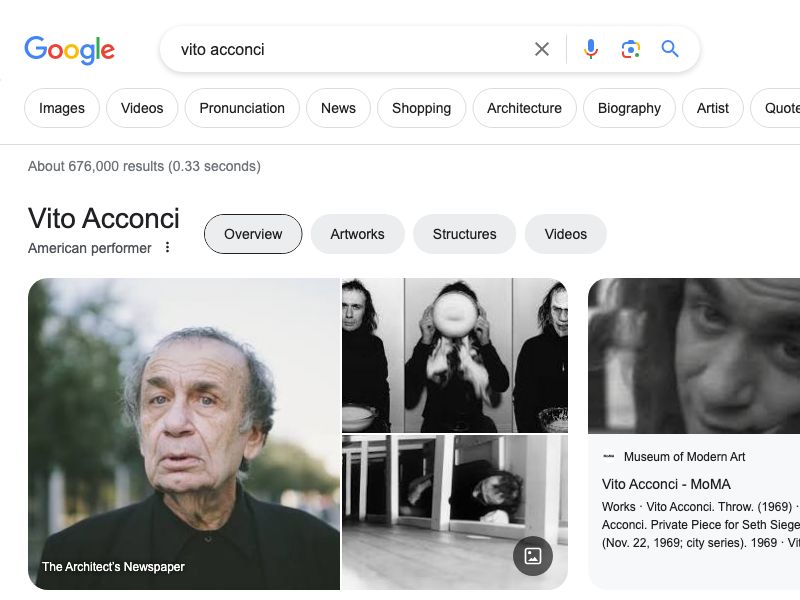 Google
vito acconci
Images
Videos
Pronunciation
News
Shopping
Architecture
Biography
Artist
Quote
About 676,000 results (0.33 seconds)
Vito Acconci
American performer
Overview
Artworks
Structures
Videos
The Architect's Newspaper
Museum of Modern Art
Vito Acconci - MoMA
Works · Vito Acconci. Throw. (1969) ·
Acconci. Private Piece for Seth Siege
(Nov. 22, 1969; city series). 1969 · Vit